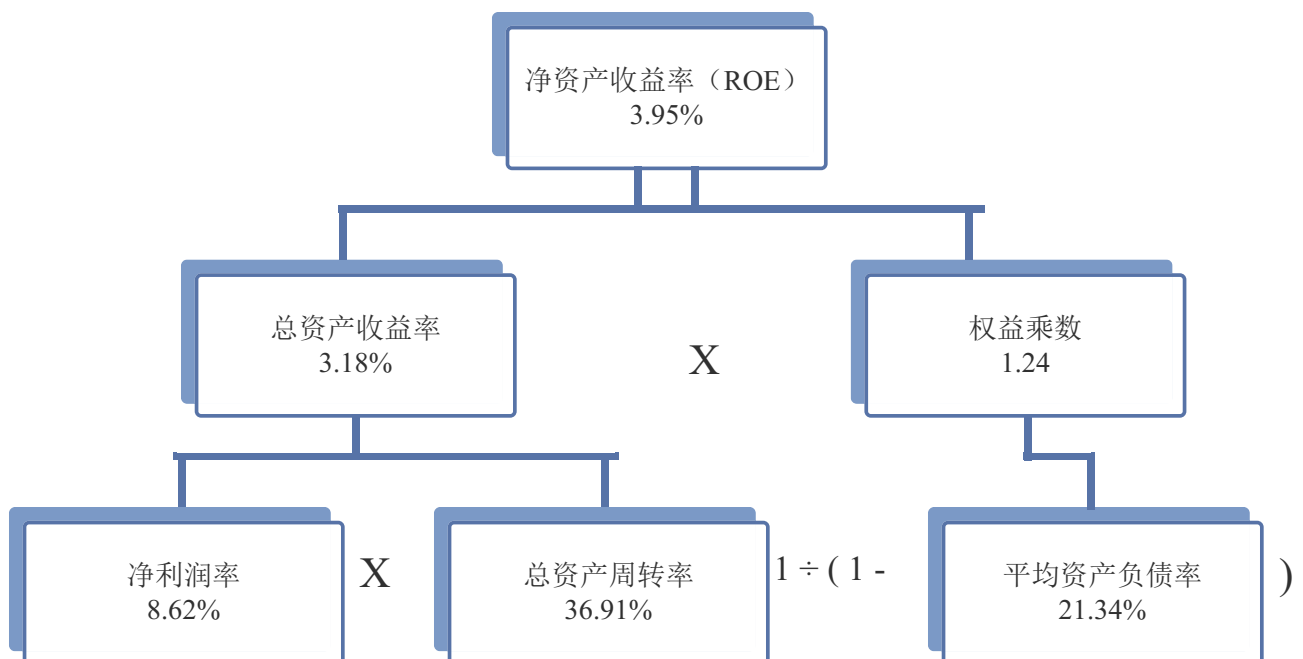 净资产收益率（ROE）
3.95%
总资产收益率
3.18%
X
权益乘数
1.24
净利润率
8.62%
X
总资产周转率
36.91%
1 ÷ ( 1 -
平均资产负债率
21.34%
)